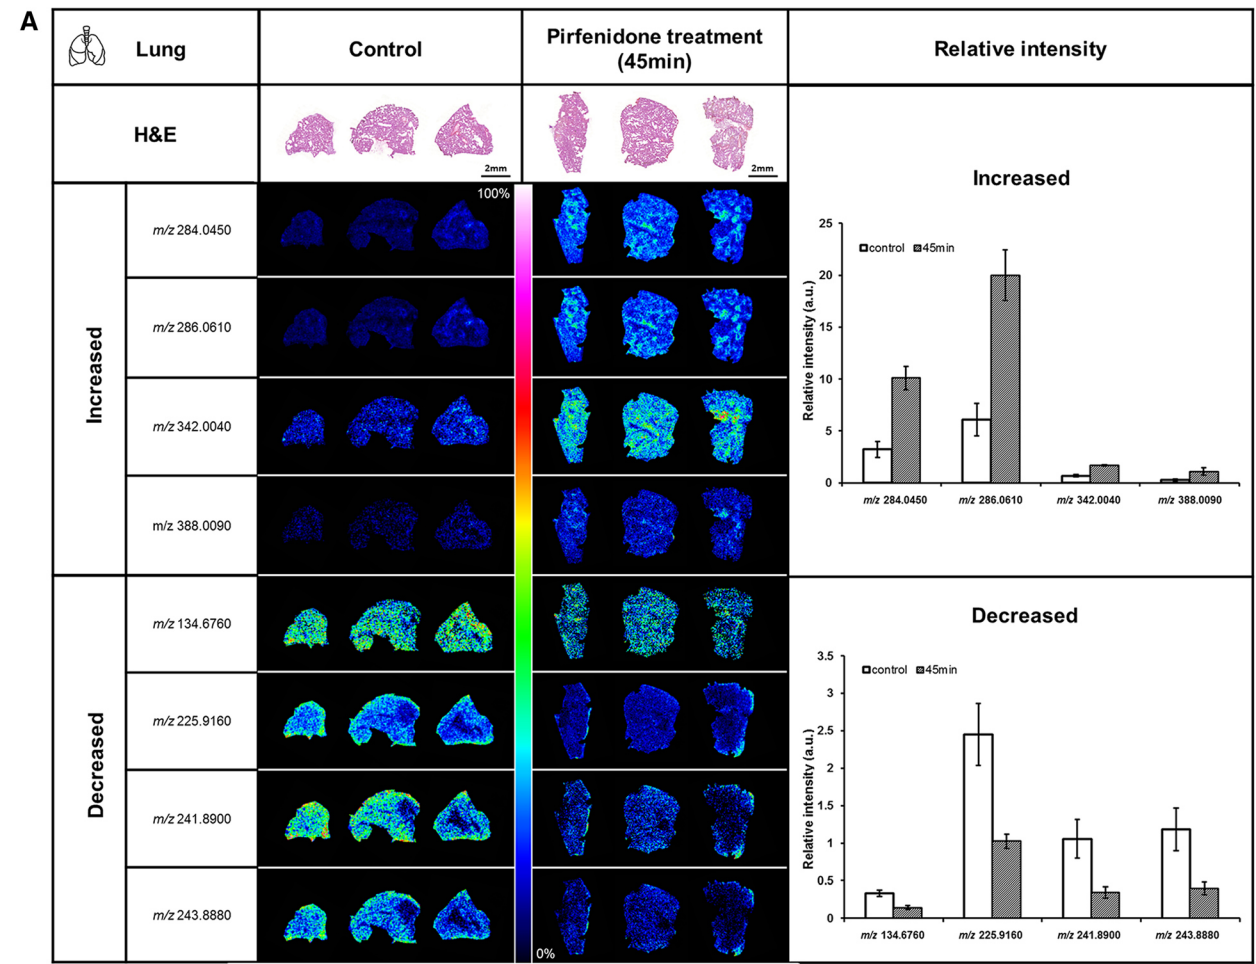 A
Lung
Control
Pirfenidone treatment
(45min)
Relative intensity
H&E
2mm
2mm
Increased
100%
m/z 284.0450
m/z 286.0610
m/z 342.0040
m/z 388.0090
Decreased
m/z 134.6760
m/z 225.9160
m/z 241.8900
m/z 243.8880
0%
Increased
control
45min
Relative intensity (a.u.)
25
20
15
10
5
0
m/z 284.0450
m/z 286.0610
m/z 342.0040
m/z 388.0090
Decreased
control
45min
Relative intensity (a.u.)
3.5
3
2.5
2
1.5
1
0.5
0
m/z 134.6760
m/z 225.9160
m/z 241.8900
m/z 243.8880